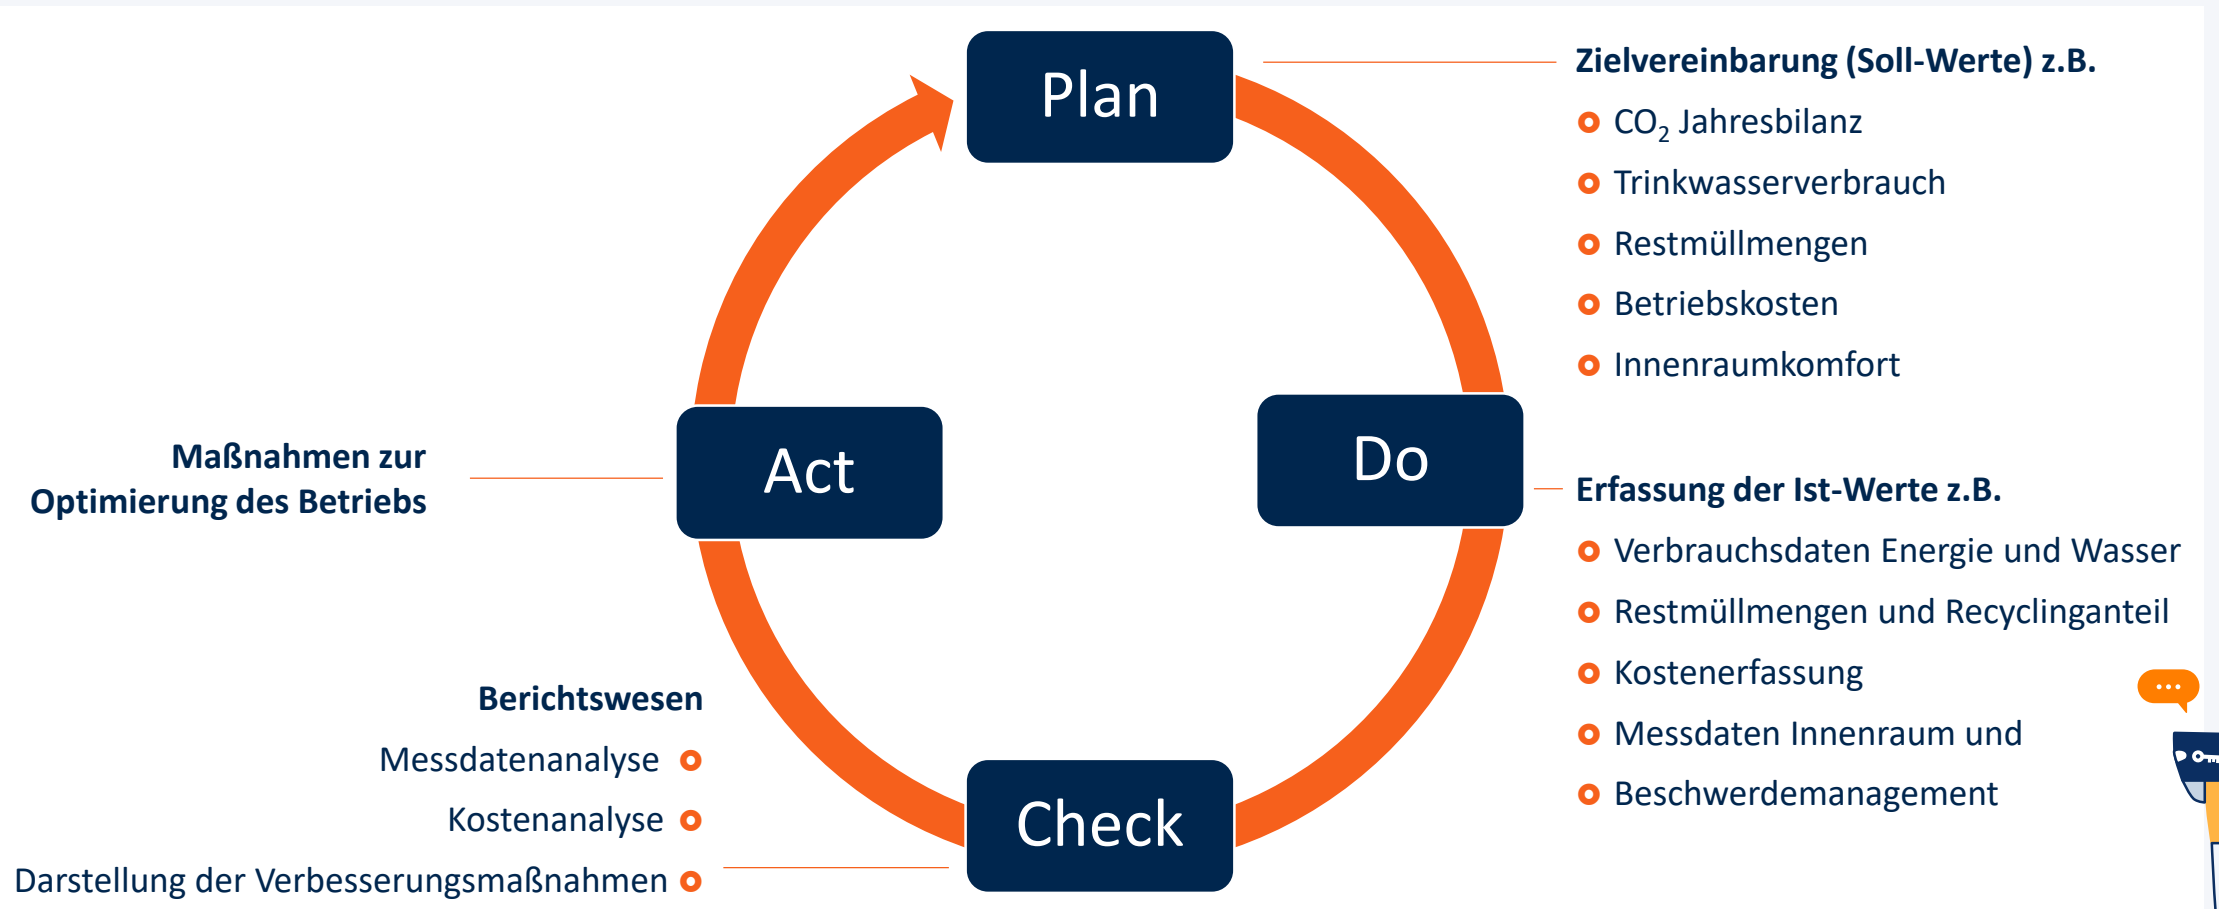 Plan
Zielvereinbarung (Soll-Werte) z.B.
CO₂ Jahresbilanz
Trinkwasserverbrauch
Restmüllmengen
Betriebskosten
Innenraumkomfort
Do
Erfassung der Ist-Werte z.B.
Verbrauchsdaten Energie und Wasser
Restmüllmengen und Recyclinganteil
Kostenerfassung
Messdaten Innenraum und
Beschwerdemanagement
Check
Berichtswesen
Messdatenanalyse
Kostenanalyse
Darstellung der Verbesserungsmaßnahmen
Act
Maßnahmen zur
Optimierung des Betriebs